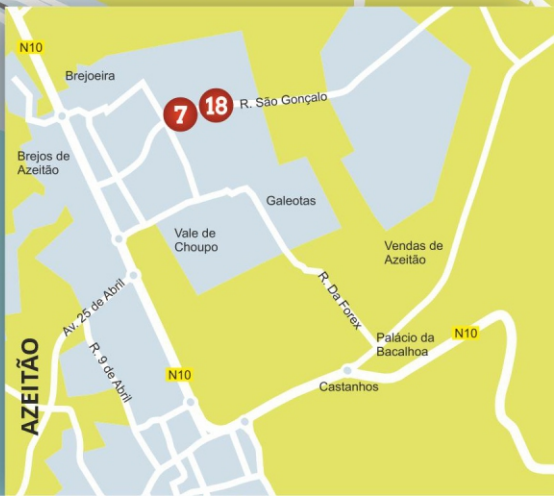 N10
Brejoeira
7
18
R. São Gonçalo
Brejos de
Azeitão
Galeotas
Vale de
Choupo
Vendas de
Azeitão
Av. 25 de Abril
R. Da Forex
Palácio da
Bacalhoa
N10
R. 9 de Abril
AZEITÃO
N10
Castanhos